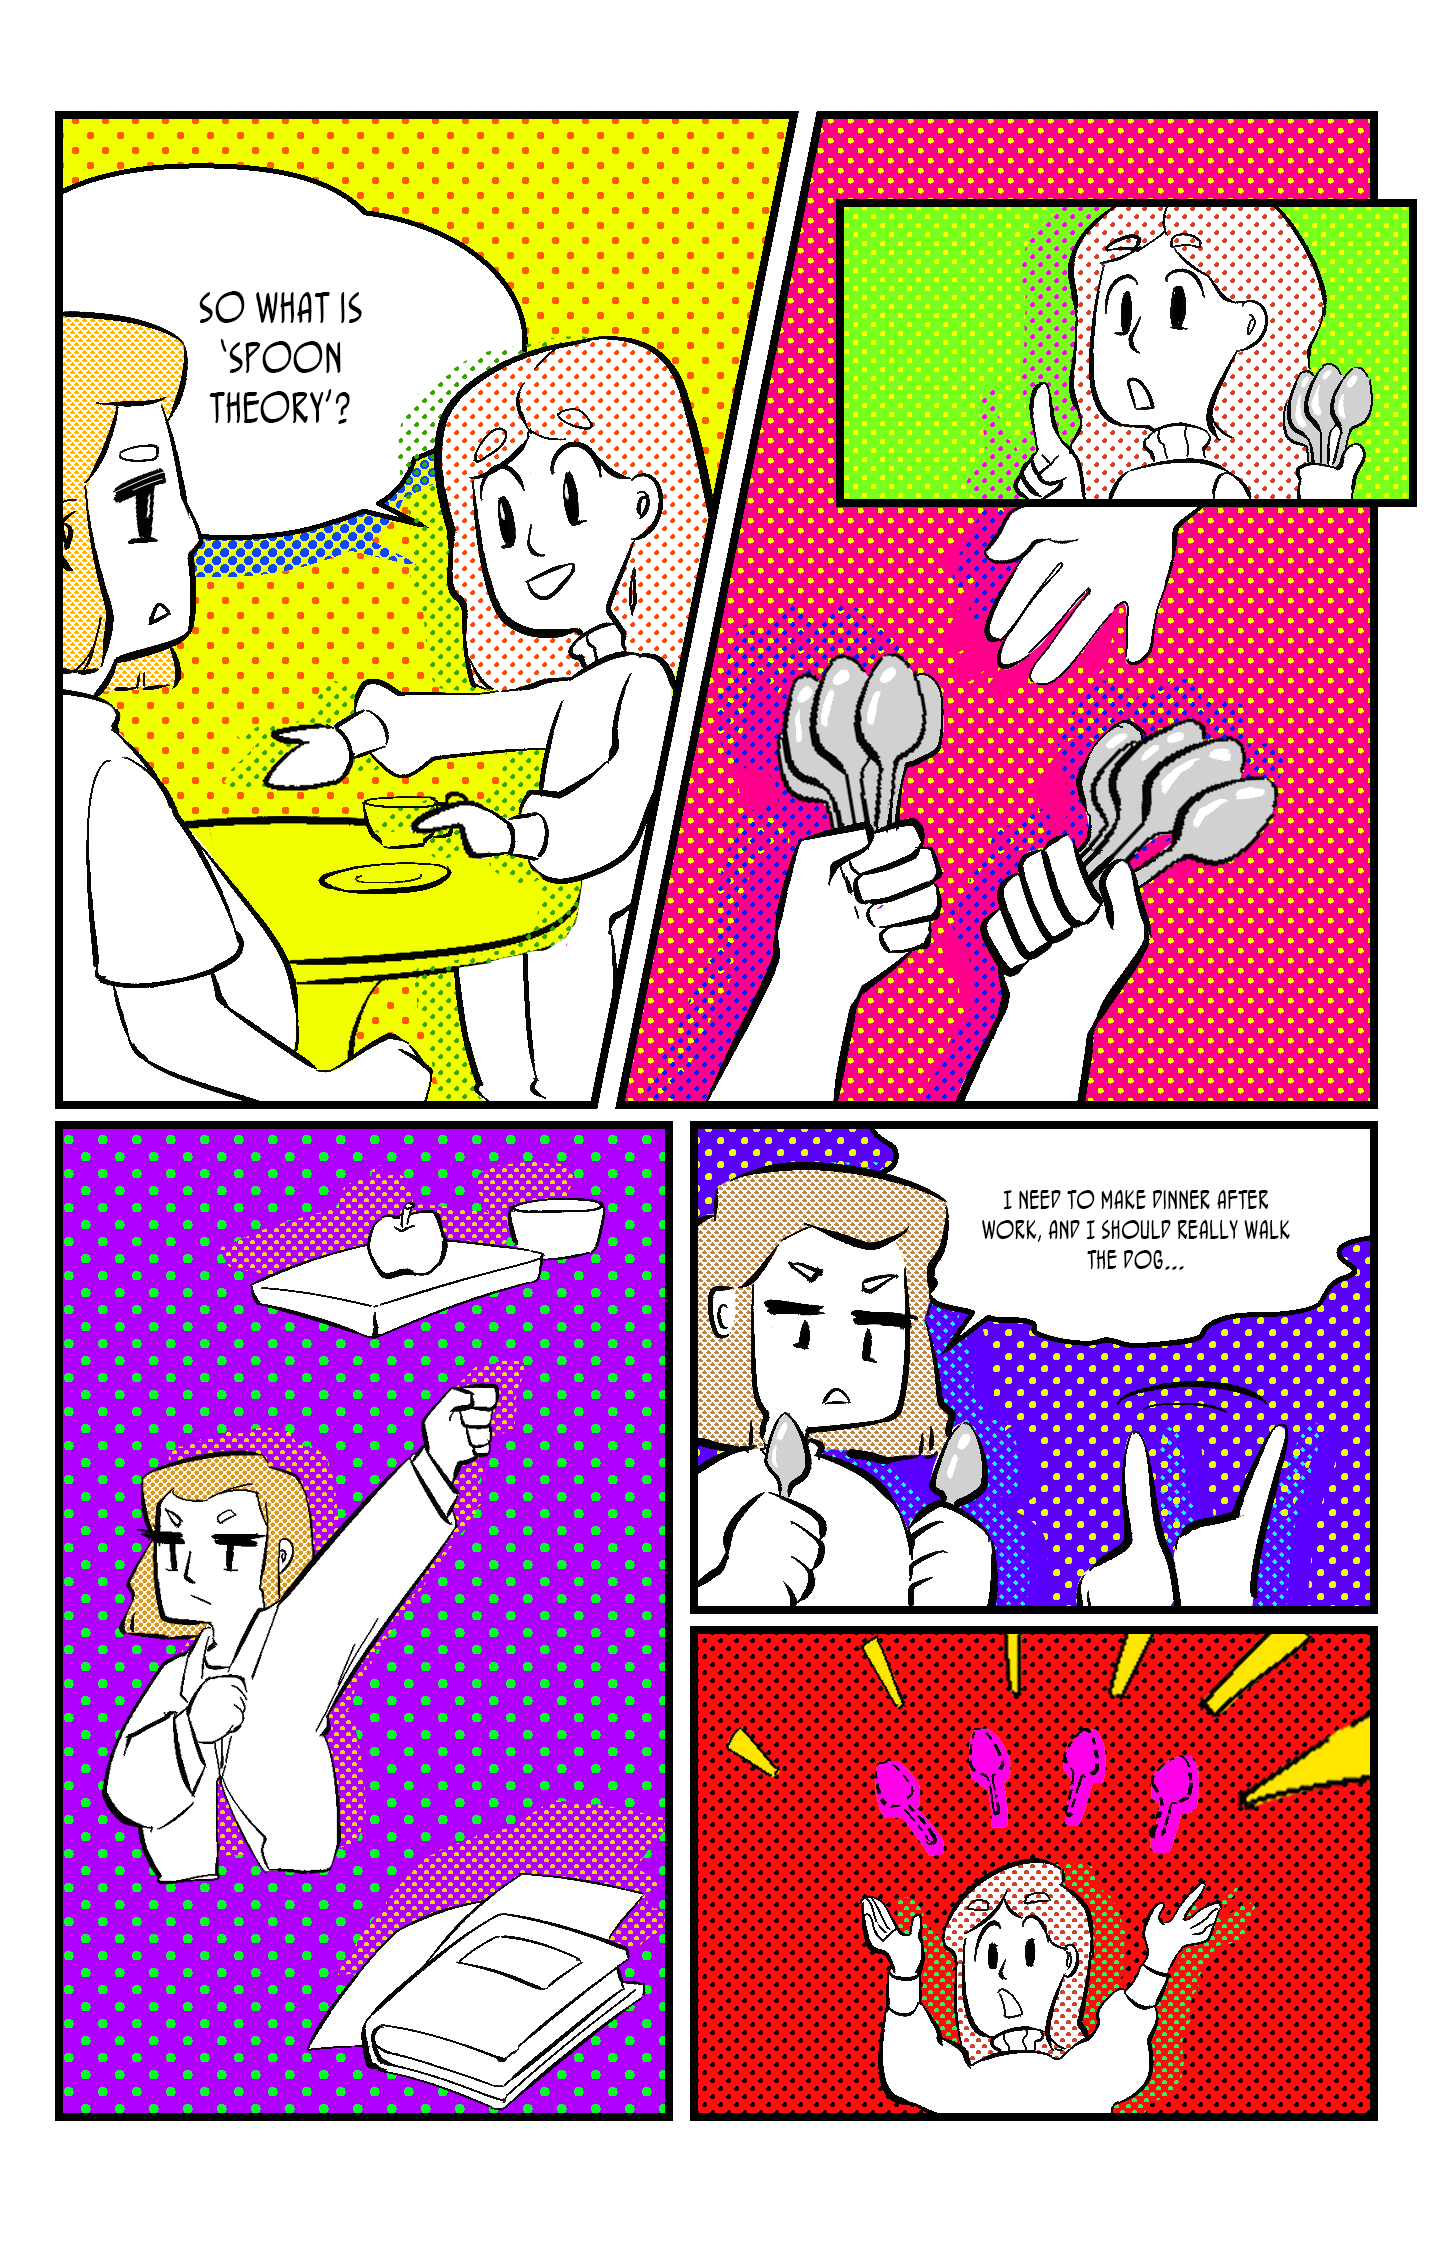 SO WHAT IS
'SPOON
THEORY'?
I NEED TO MAKE DINNER AFTER
WORK, AND I SHOULD REALLY WALK
THE DOG...